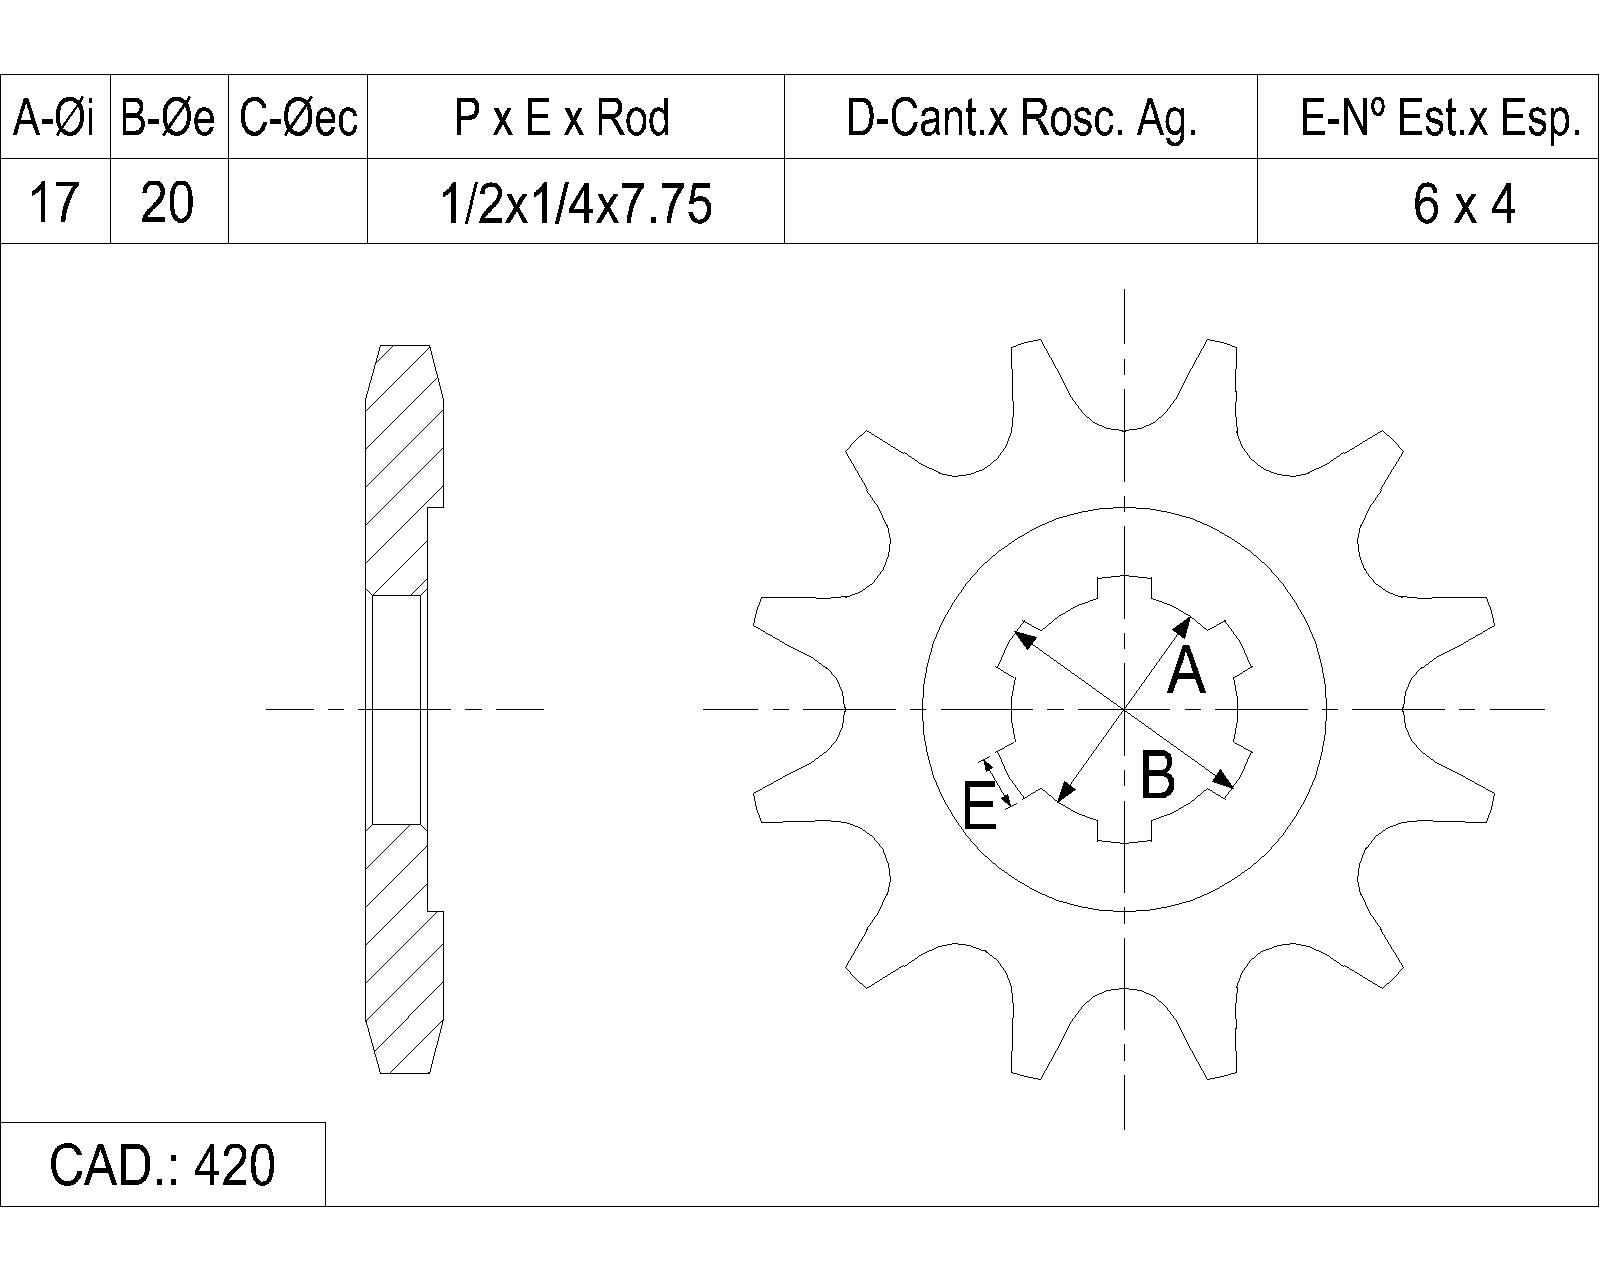 A-Øi B-Øe C-Øec P x E x Rod D-Cant.x Rosc. Ag. E-Nº Est.x Esp.
17 20 1/2x1/4x7.75 6 x 4
A
B
E
CAD.: 420